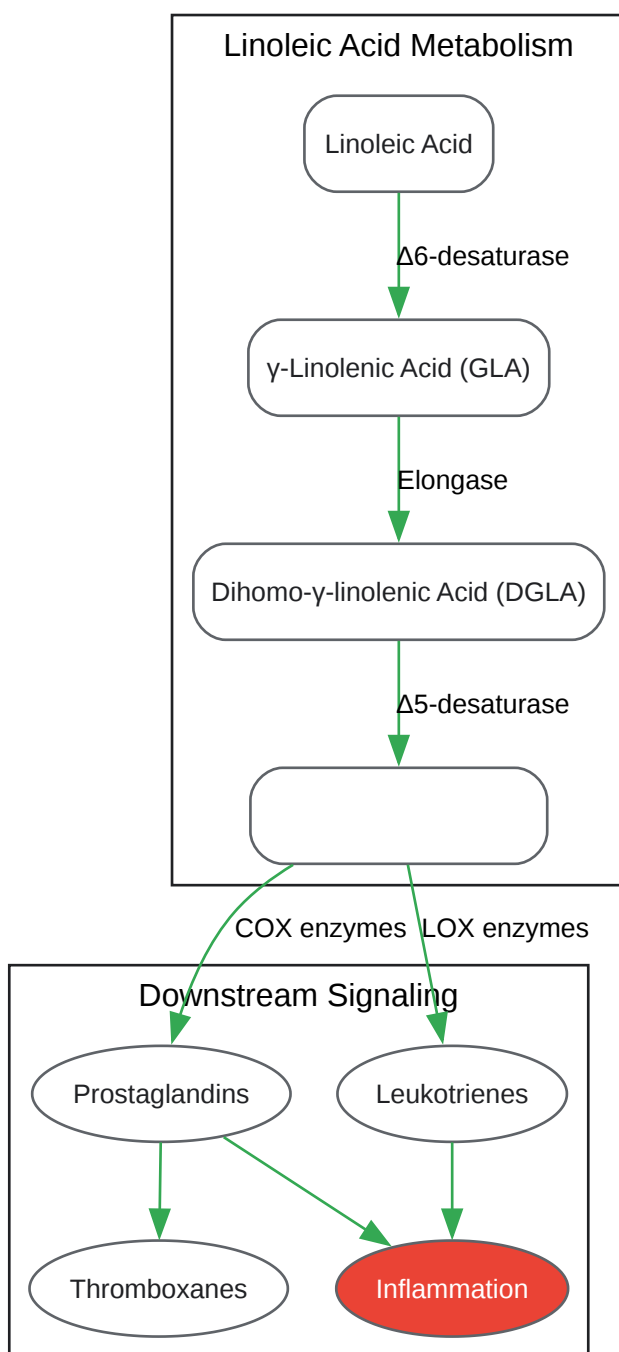 Linoleic Acid Metabolism
Linoleic Acid
Δ6-desaturase
γ-Linolenic Acid (GLA)
Elongase
Dihomo-γ-linolenic Acid (DGLA)
Δ5-desaturase
COX enzymes
LOX enzymes
Downstream Signaling
Prostaglandins
Leukotrienes
Thromboxanes
Inflammation